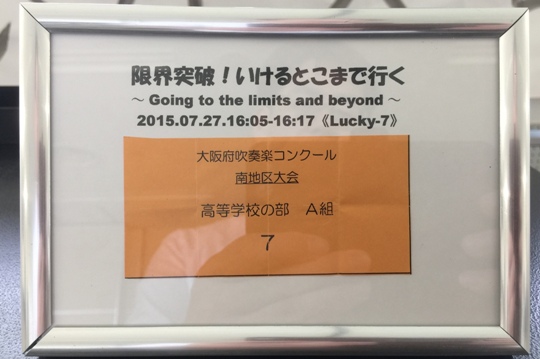 限界突破！いけるとこまで行く
～ Going to the limits and beyond ～
2015.07.27.16:05-16:17《Lucky-7》
大阪府吹奏楽コンクール
南地区大会
高等学校の部　A組
7